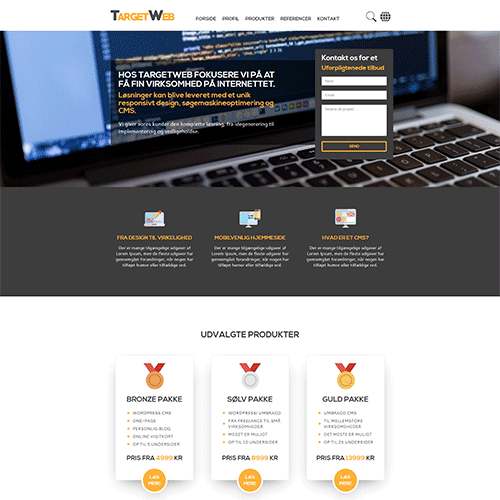 TARGETWEB
FORSIDE PROFIL PRODUKTER REFERENCER KONTAKT
HOS TARGETWEB FOKUSERE VI PÅ AT
FÅ FIN VIRKSOMHED PÅ INTERNETTET.
Løsninger kan blive leveret med et unik
responsivt design, søgemaskineoptimering og
CMS.
Vi giver vores kunder den komplette løsning, fra idegenerering til
implementering og vedligeholdse.
Kontakt os for et
Uforpligtenede tilbud
Navn
Email
Beskriv dit projekt
SEND
FRA DESIGN TIL VIRKELIGHED
Der er mange tilgængelige udgaver af
Lorem Ipsum, men de fleste udgaver har
gennemgået forandringer, når nogen har
tilføjet humor eller tilfældige ord.
MOBILVENLIG HJEMMESIDE
Der er mange tilgængelige udgaver af
Lorem Ipsum, men de fleste udgaver har
gennemgået forandringer, når nogen har
tilføjet humor eller tilfældige ord.
HVAD ER ET CMS?
Der er mange tilgængelige udgaver af
Lorem Ipsum, men de fleste udgaver har
gennemgået forandringer, når nogen har
tilføjet humor eller tilfældige ord.
UDVALGTE PRODUKTER
BRONZE PAKKE
WORDPRESS CMS
ONE-PAGE
PERSONLIG BLOG
ONLINE VISITKORT
OP TIL 5 UNDERSIDER
PRIS FRA 4999 KR
LÆS
MERE
SØLV PAKKE
WORDPRESS/ UMBRACO
FRA FREELANCE TIL SMÅ
VIRKSOMHEDER
MEGET ER MULIGT
OP TIL 10 UNDERSIDER
PRIS FRA 8999 KR
LÆS
MERE
GULD PAKKE
UMBRACO CMS
TIL MELLEMSTORE
VIRKSOMHEDER
DET MESTE ER MULIGT
OP TIL 25 UNDERSIDER
PRIS FRA 13999 KR
LÆS
MERE